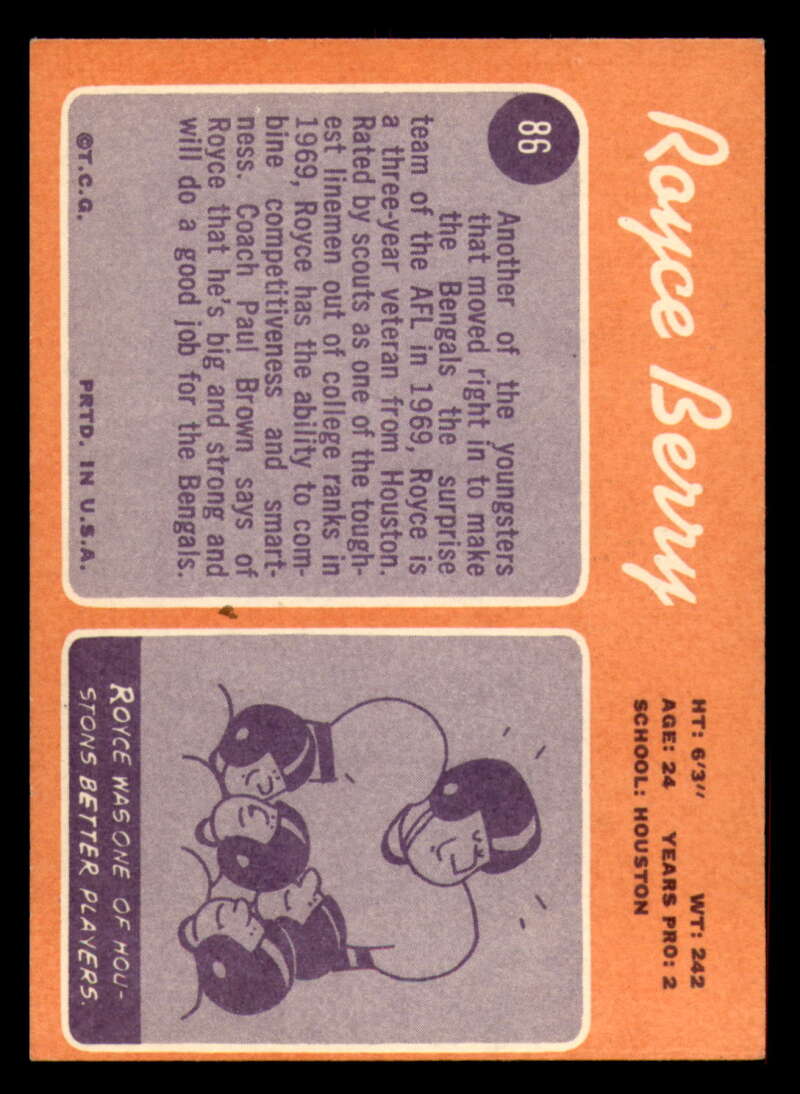 Royce Berry
HT: 6'3" WT: 242
AGE: 24 YEARS PRO: 2
SCHOOL: HOUSTON
86
Another of the youngsters
that moved right in to make
the Bengals the surprise
team of the AFL in 1969, Royce is
a three-year veteran from Houston.
Rated by scouts as one of the tough-
est linemen out of college ranks in
1969, Royce has the ability to com-
bine competitiveness and smart-
ness. Coach Paul Brown says of
Royce that he's big and strong and
will do a good job for the Bengals.
©T.C.G. PRTD. IN U.S.A.
ROYCE WAS ONE OF HOU-
STONS BETTER PLAYERS.